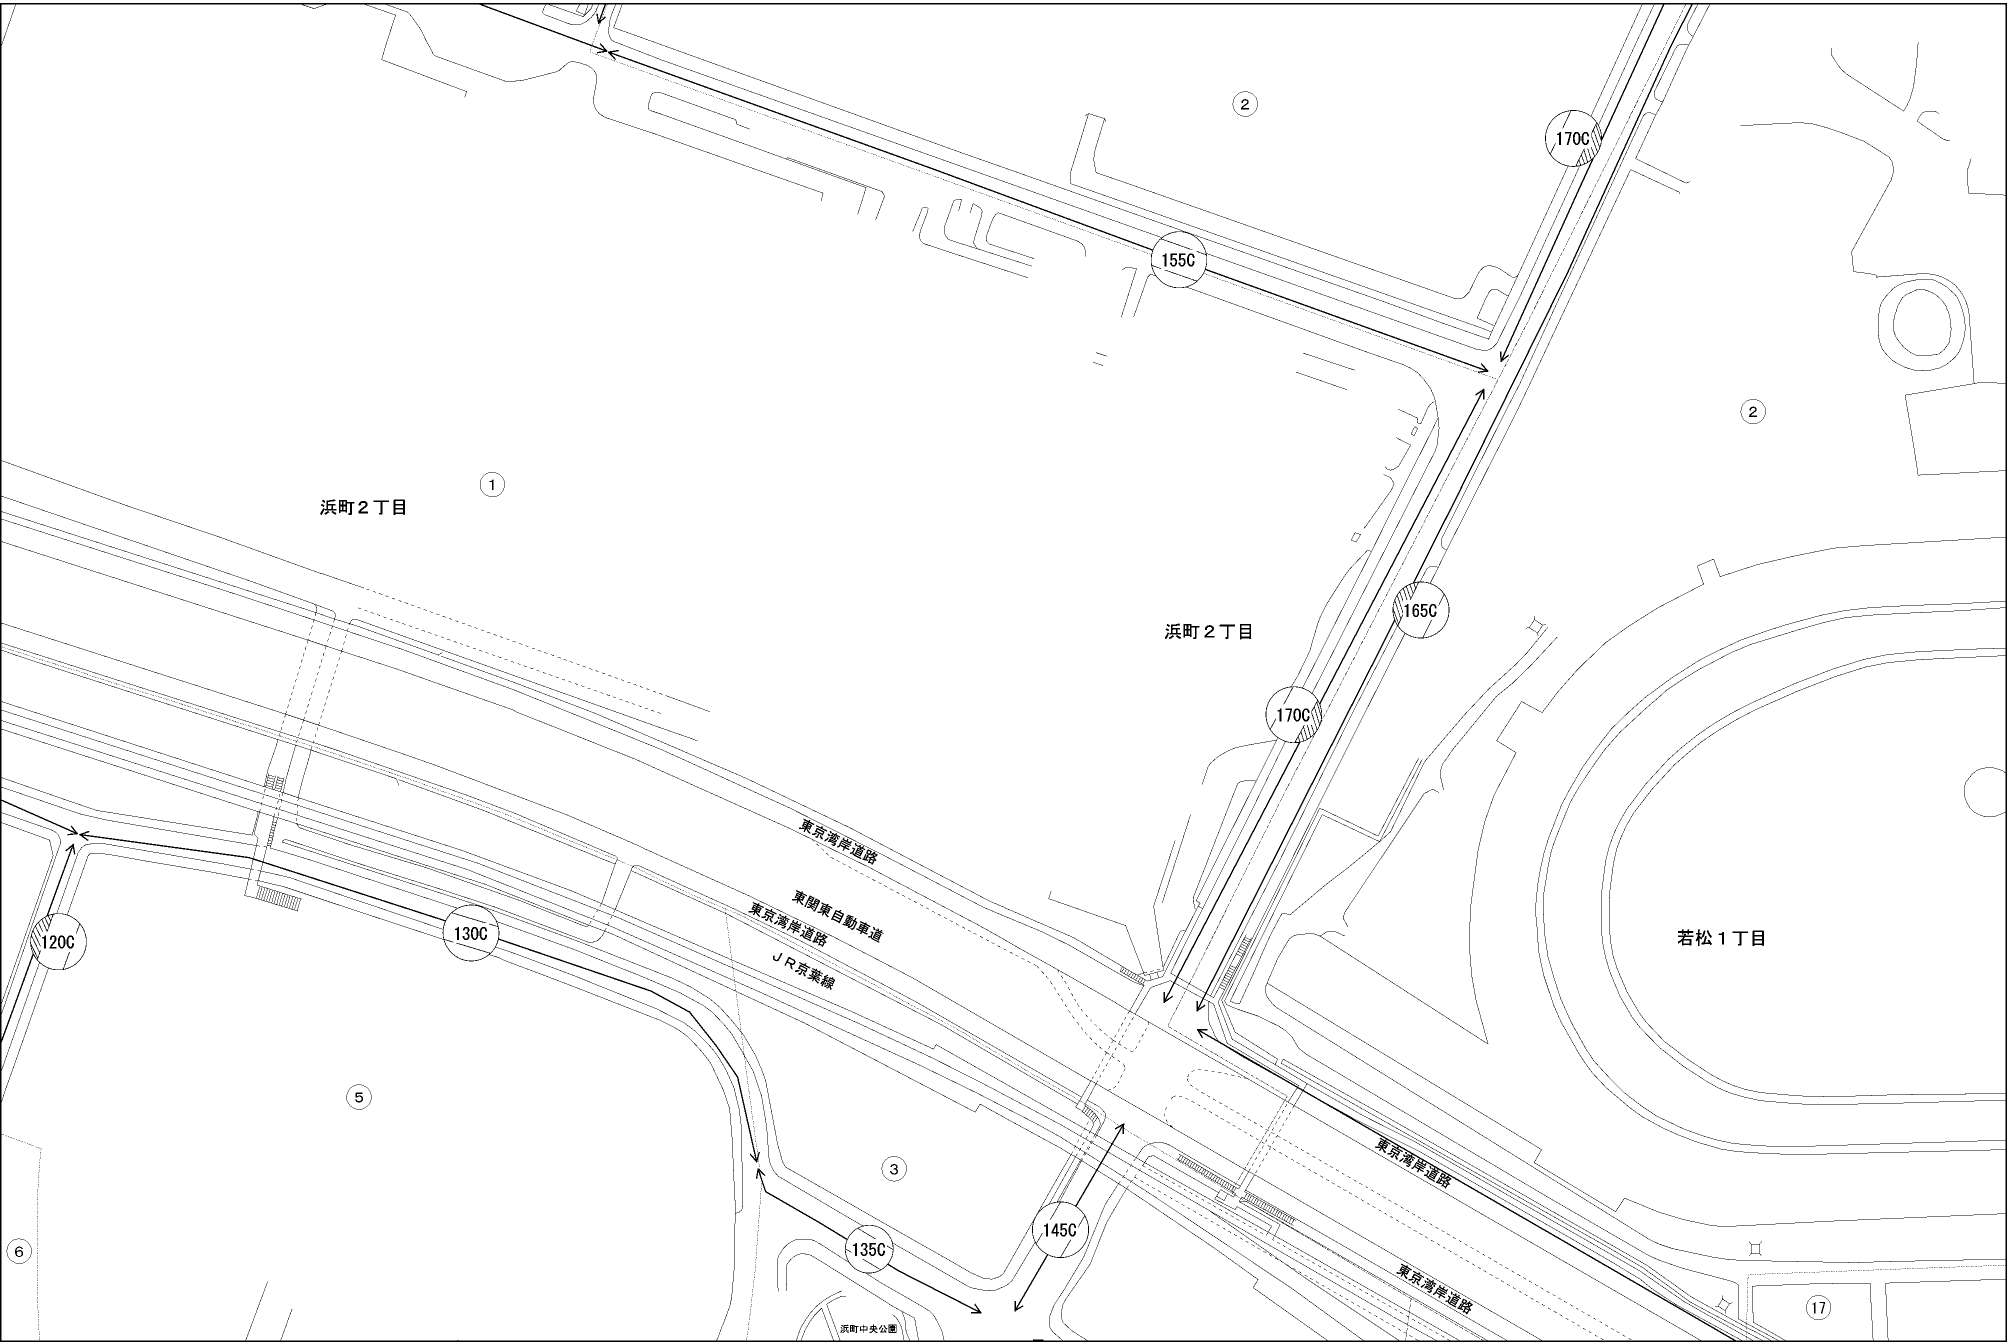 ②
170C
155C
②
①
浜町２丁目
165C
浜町２丁目
170C
東京湾岸道路
東関東自動車道
東京湾岸道路
ＪＲ京葉線
120C
130C
若松１丁目
⑤
③
東京湾岸道路
145C
135C
⑥
東京湾岸道路
⑰
浜町中央公園